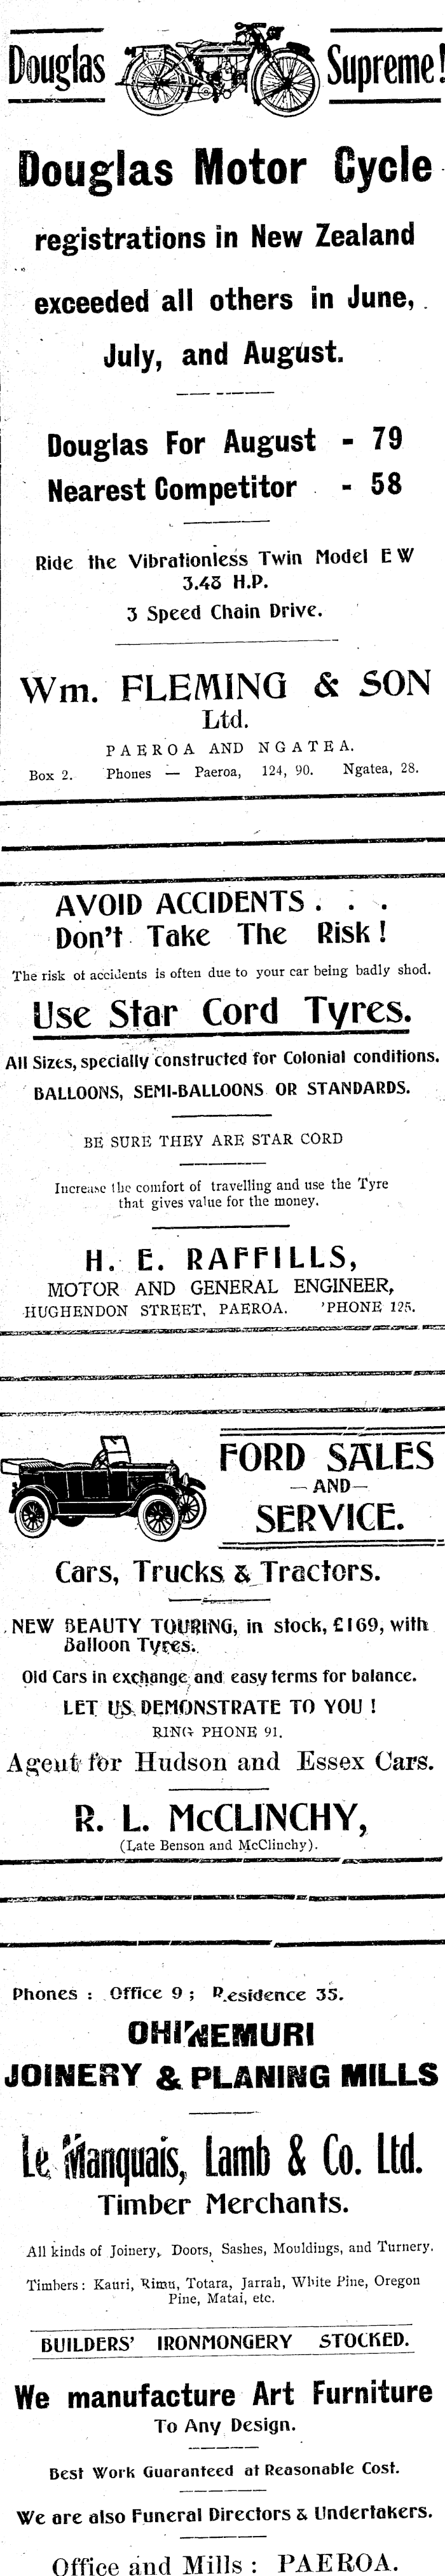 Douglas Supreme!
Douglas Motor Cycle
registrations in New Zealand
exceeded all others in June,
July, and August.
Douglas For August - 79
Nearest Competitor - 58
Ride the Vibrationless Twin Model EW
3.48 H.P.
3 Speed Chain Drive.
Wm. FLEMING & SON
Ltd.
PAEROA AND NGATEA.
Box 2. Phones — Paeroa, 124, 90. Ngatea, 28.
AVOID ACCIDENTS . . .
Don't Take The Risk!
The risk of accidents is often due to your car being badly shod.
Use Star Cord Tyres.
All Sizes, specially constructed for Colonial conditions.
BALLOONS, SEMI-BALLOONS OR STANDARDS.
BE SURE THEY ARE STAR CORD
Increase the comfort of travelling and use the Tyre
that gives value for the money.
H. E. RAFFILLS,
MOTOR AND GENERAL ENGINEER,
HUGHENDON STREET, PAEROA. 'PHONE 125.
FORD SALES
—AND—
SERVICE.
Cars, Trucks & Tractors.
NEW BEAUTY TOURING, in stock, £169, with
Balloon Tyres.
Old Cars in exchange and easy terms for balance.
LET US DEMONSTRATE TO YOU !
RING PHONE 91.
Agent for Hudson and Essex Cars.
R. L. McCLINCHY,
(Late Benson and McClinchy).
Phones : Office 9 ; Residence 35.
OHINEMURI
JOINERY & PLANING MILLS
Le Manquais, Lamb & Co. Ltd.
Timber Merchants.
All kinds of Joinery, Doors, Sashes, Mouldings, and Turnery.
Timbers : Kauri, Rimu, Totara, Jarrah, White Pine, Oregon
Pine, Matai, etc.
BUILDERS' IRONMONGERY STOCKED.
We manufacture Art Furniture
To Any Design.
Best Work Guaranteed at Reasonable Cost.
We are also Funeral Directors & Undertakers.
Office and Mills : PAEROA.